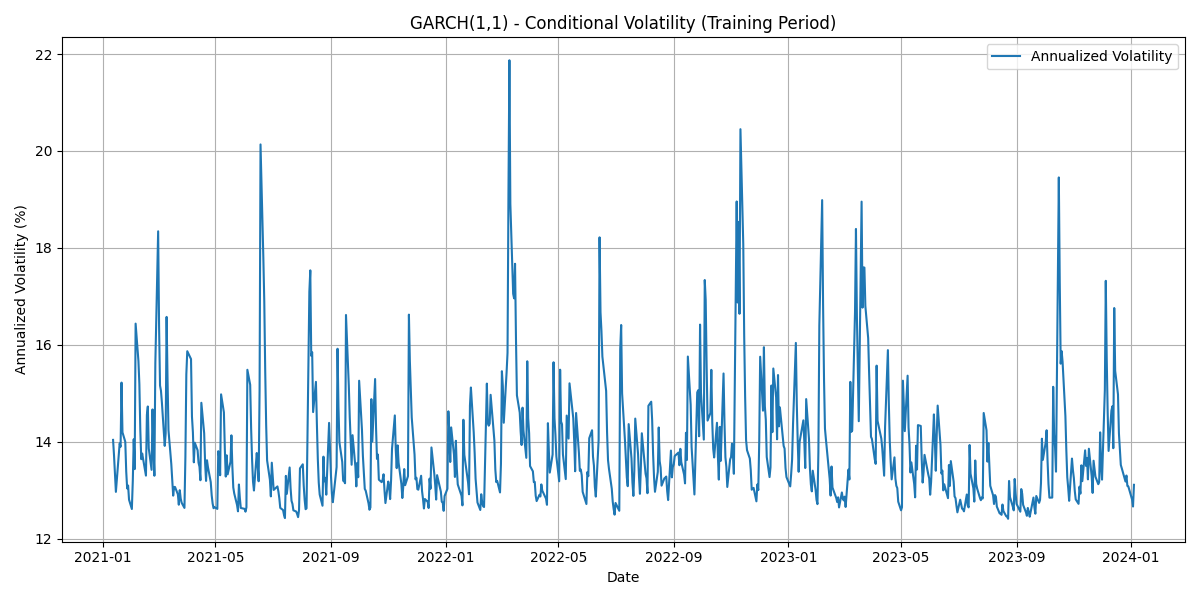 GARCH(1,1) - Conditional Volatility (Training Period)
Annualized Volatility
Annualized Volatility (%)
22
20
18
16
14
12
2021-01 2021-05 2021-09 2022-01 2022-05 2022-09 2023-01 2023-05 2023-09 2024-01
Date